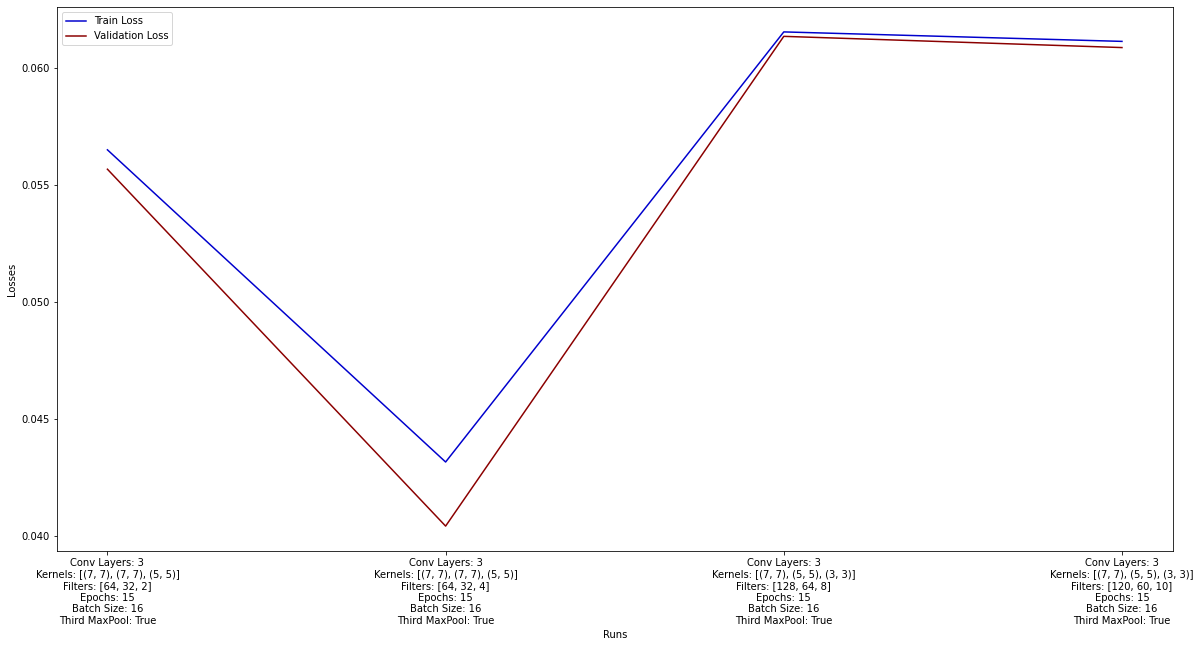 Train Loss
Validation Loss
0.060
0.055
0.050
0.045
0.040
Losses
Conv Layers: 3
Kernels: [(7, 7), (7, 7), (5, 5)]
Filters: [64, 32, 2]
Epochs: 15
Batch Size: 16
Third MaxPool: True
Conv Layers: 3
Kernels: [(7, 7), (7, 7), (5, 5)]
Filters: [64, 32, 4]
Epochs: 15
Batch Size: 16
Third MaxPool: True
Conv Layers: 3
Kernels: [(7, 7), (5, 5), (3, 3)]
Filters: [128, 64, 8]
Epochs: 15
Batch Size: 16
Third MaxPool: True
Conv Layers: 3
Kernels: [(7, 7), (5, 5), (3, 3)]
Filters: [120, 60, 10]
Epochs: 15
Batch Size: 16
Third MaxPool: True
Runs